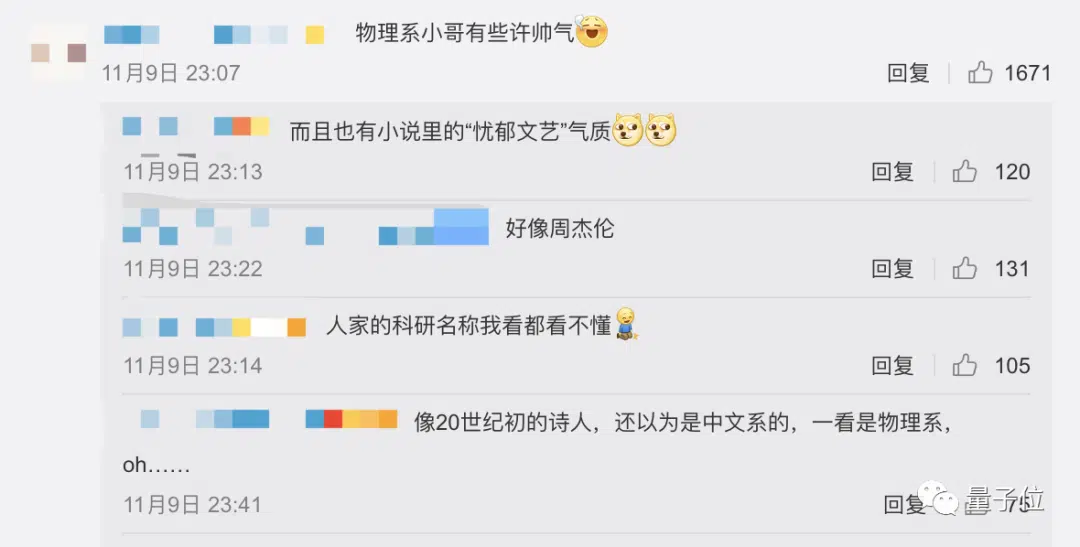 物理系小哥有些许帅气
11月9日 23:07 回复 1671
而且也有小说里的“忧郁文艺”气质
11月9日 23:13 回复 120
好像周杰伦
11月9日 23:22 回复 131
人家的科研名称我看都看不懂
11月9日 23:14 回复 105
像20世纪初的诗人，还以为是中文系的，一看是物理系，
oh……
11月9日 23:41 回复 75
量子位